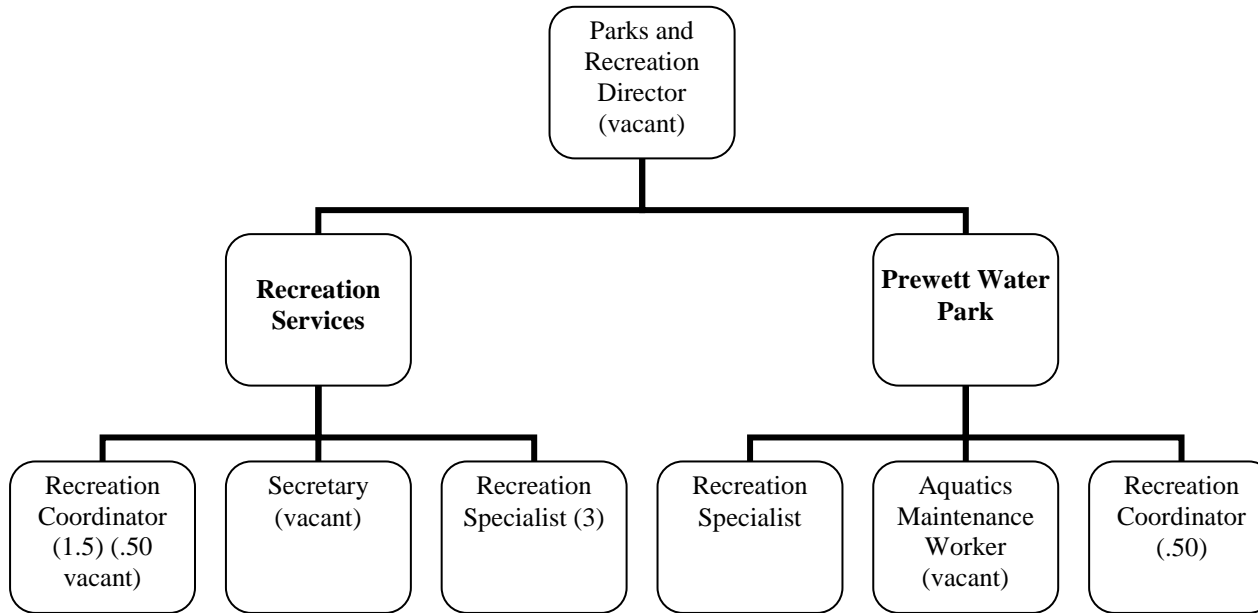 Parks and
Recreation
Director
(vacant)
Recreation
Services
Prewett Water
Park
Recreation
Coordinator
(1.5) (.50
vacant)
Secretary
(vacant)
Recreation
Specialist (3)
Recreation
Specialist
Aquatics
Maintenance
Worker
(vacant)
Recreation
Coordinator
(.50)